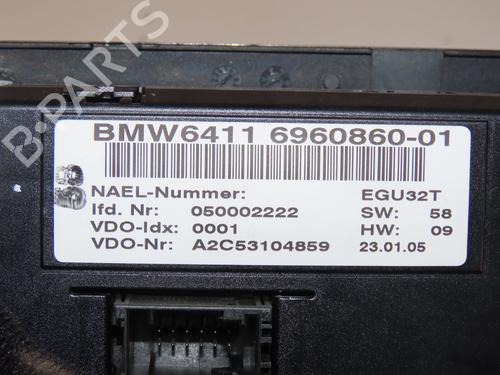 B-PARTS
BMW6411 6960860-01
NAEL-Nummer: EGU32T
lfd. Nr: 050002222 SW: 58
VDO-Idx: 0001 HW: 09
VDO-Nr: A2C53104859 23.01.05